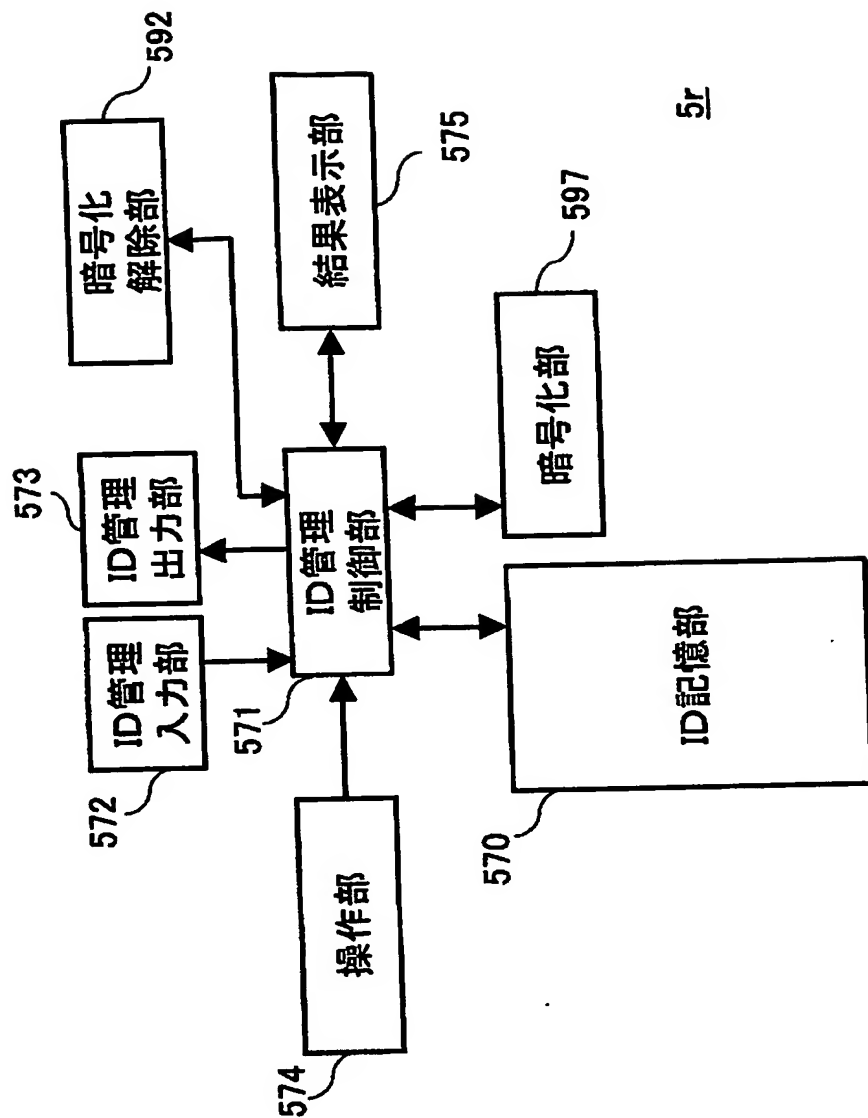 592
暗号化
解除部
573
ID管理
出力部
ID管理
入力部
572
結果表示部
575
ID管理
制御部
571
操作部
574
暗号化部
597
ID記憶部
570
5r